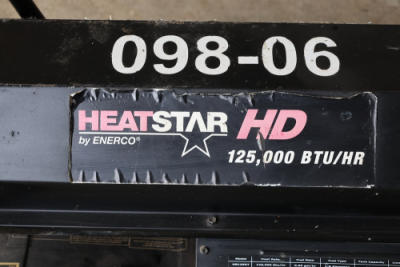 098-06
HEATSTAR HD
by ENERCO®
125,000 BTU/HR